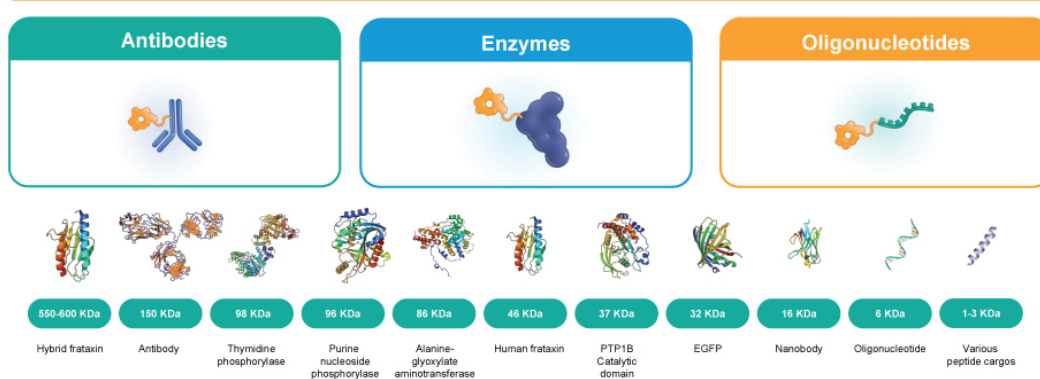 Antibodies
Enzymes
Oligonucleotides
550-600 KDa
150 KDa
98 KDa
96 KDa
86 KDa
46 KDa
37 KDa
32 KDa
16 KDa
6 KDa
1-3 KDa
Hybrid frataxin
Antibody
Thymidine
phosphorylase
Purine
nucleoside
phosphorylase
Alanine-
glyoxylate
aminotransferase
Human frataxin
PTP1B
Catalytic
domain
EGFP
Nanobody
Oligonucleotide
Various
peptide cargos